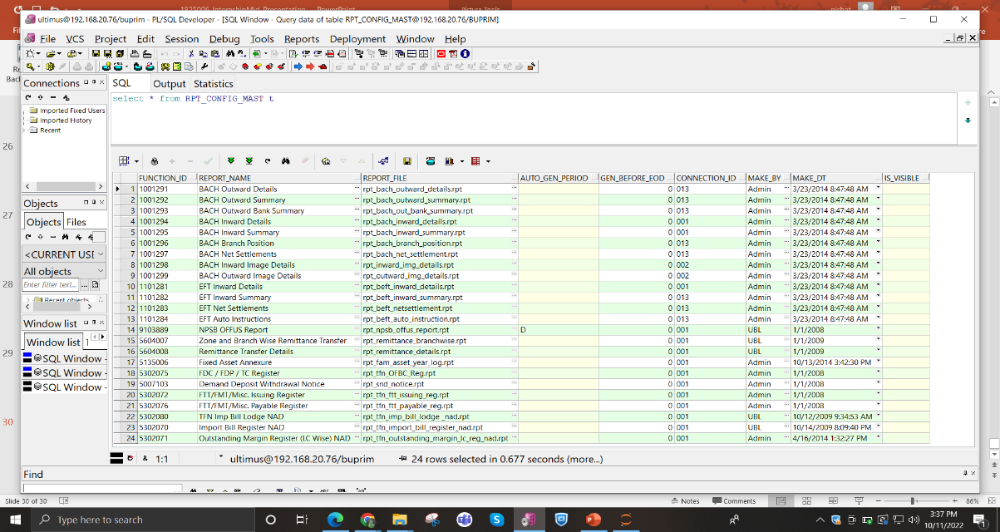 ultimus@192.168.20.76/buprim - PL/SQL Developer - [SQL Window - Query data of table RPT_CONFIG_MAST@192.168.20.76/BUPRIM]
File VCS Project Edit Session Debug Tools Reports Deployment Window Help
Connections
Imported Fixed Users
Imported History
Recent
SQL Output Statistics
select * from RPT_CONFIG_MAST t
26
27
28
29
30
Objects
Objects Files
<CURRENT USE
All objects
Enter filter text...
Recent objects
Window list
Window list
SQL Window -
SQL Window -
SQL Window -
FUNCTION_ID REPORT_NAME REPORT_FILE AUTO_GEN_PERIOD GEN_BEFORE_EOD CONNECTION_ID MAKE_BY MAKE_DT IS_VISIBLE
1 1001291 BACH Outward Details rpt_bach_outward_details.rpt 0 013 Admin 3/23/2014 8:47:48 AM
2 1001292 BACH Outward Summary rpt_bach_outward_summary.rpt 0 013 Admin 3/23/2014 8:47:48 AM
3 1001293 BACH Outward Bank Summary rpt_bach_out_bank_summary.rpt 0 013 Admin 3/23/2014 8:47:48 AM
4 1001294 BACH Inward Details rpt_bach_inward_details.rpt 0 001 Admin 3/23/2014 8:47:48 AM
5 1001295 BACH Inward Summary rpt_bach_inward_summary.rpt 0 001 Admin 3/23/2014 8:47:48 AM
6 1001296 BACH Branch Position rpt_bach_branch_position.rpt 0 013 Admin 3/23/2014 8:47:48 AM
7 1001297 BACH Net Settlements rpt_bach_net_settlement.rpt 0 013 Admin 3/23/2014 8:47:48 AM
8 1001298 BACH Inward Image Details rpt_inward_img_details.rpt 0 002 Admin 3/23/2014 8:47:48 AM
9 1001299 BACH Outward Image Details rpt_outward_img_details.rpt 0 002 Admin 3/23/2014 8:47:48 AM
10 1101281 EFT Inward Details rpt_beft_inward_details.rpt 0 001 Admin 3/23/2014 8:47:48 AM
11 1101282 EFT Inward Summary rpt_beft_inward_summary.rpt 0 013 Admin 3/23/2014 8:47:48 AM
12 1101283 EFT Net Settlements rpt_beft_netsettlement.rpt 0 013 Admin 3/23/2014 8:47:48 AM
13 1101284 EFT Auto Instructions rpt_beft_auto_instruction.rpt 0 013 Admin 3/23/2014 8:47:48 AM
14 9103889 NPSB OFFUS Report rpt_npsb_offus_report.rpt D 0 001 UBL 1/1/2008
15 5604007 Zone and Branch Wise Remittance Transfer rpt_remittance_branchwise.rpt 0 001 UBL 1/1/2009
16 5604008 Remittance Transfer Details rpt_remittance_details.rpt 0 001 UBL 1/1/2009
17 5135006 Fixed Asset Annexure rpt_fam_asset_year_log.rpt 0 001 Admin 10/13/2014 3:42:30 PM
18 5302075 FDC / FDP / TC Register rpt_tfn_OFBC_Reg.rpt 0 001 Admin 1/1/2008
19 5007103 Demand Deposit Withdrawal Notice rpt_snd_notice.rpt 0 001 Admin 1/1/2008
20 5302072 FTT/FMT/Misc. Issuing Register rpt_tfn_ftt_issuing_reg.rpt 0 001 Admin 1/1/2008
21 5302076 FTT/FMT/Misc. Payable Register rpt_tfn_ftt_payable_reg.rpt 0 001 Admin 1/1/2008
22 5302080 TFN Imp Bill Lodge NAD rpt_tfn_imp_bill_lodge _nad.rpt 0 001 UBL 10/12/2009 9:34:53 AM
23 5302070 Import Bill Register NAD rpt_tfn_import_bill_register_nad.rpt 0 001 UBL 10/14/2009 8:09:40 PM
24 5302071 Outstanding Margin Register (LC Wise) NAD rpt_tfn_outstanding_margin_lc_reg_nad.rpt 0 001 Admin 4/16/2014 1:32:27 PM
& 1:1 ultimus@192.168.20.76/buprim 24 rows selected in 0.677 seconds (more...)
Find
Slide 30 of 30 Notes Comments 86%
Type here to search
3:37 PM
10/11/2022